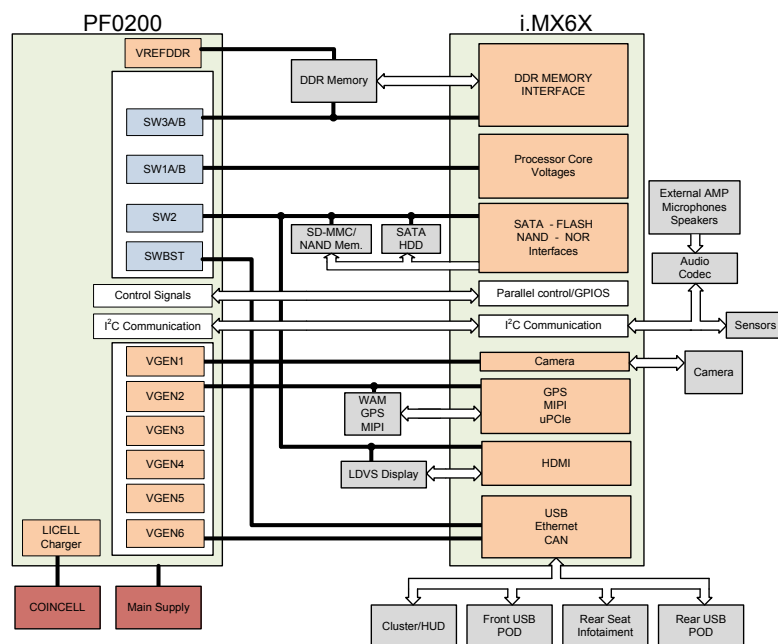 PF0200
i.MX6X
VREFDDR
DDR Memory
DDR MEMORY
INTERFACE
SW3A/B
SW1A/B
Processor Core
Voltages
SW2
SD-MMC/
NAND Mem.
SATA
HDD
SATA - FLASH
NAND - NOR
Interfaces
External AMP
Microphones
Speakers
SWBST
Audio
Codec
Control Signals
Parallel control/GPIOS
I²C Communication
I²C Communication
Sensors
VGEN1
Camera
Camera
VGEN2
WAM
GPS
MIPI
GPS
MIPI
uPCIe
VGEN3
VGEN4
LDVS Display
HDMI
VGEN5
VGEN6
USB
Ethernet
CAN
LICELL
Charger
COINCELL
Main Supply
Cluster/HUD
Front USB
POD
Rear Seat
Infotaiment
Rear USB
POD